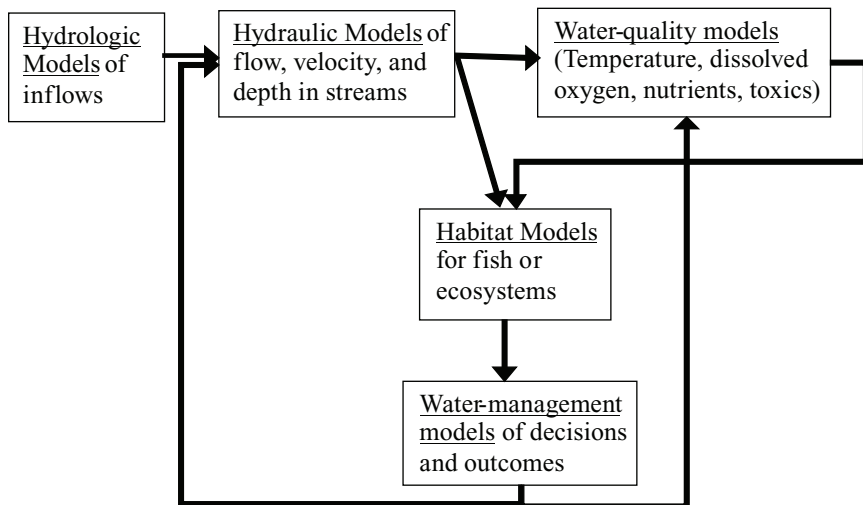 Hydrologic
Models of
inflows
Hydraulic Models of
flow, velocity, and
depth in streams
Water-quality models
(Temperature, dissolved
oxygen, nutrients, toxics)
Habitat Models
for fish or
ecosystems
Water-management
models of decisions
and outcomes